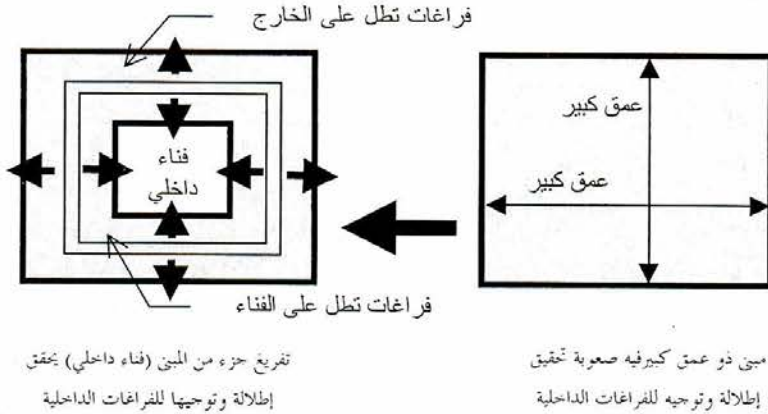 فراغات تطل على الخارج
عمق كبير
عمق كبير
فناء
داخلي
فراغات تطل على الفناء
مبنى ذو عمق كبيرفيه صعوبة تحقيق
إطلالة وتوجيه للفراغات الداخلية
تفريغ جزء من المبنى (فناء داخلي) يحقق
إطلالة وتوجيها للفراغات الداخلية